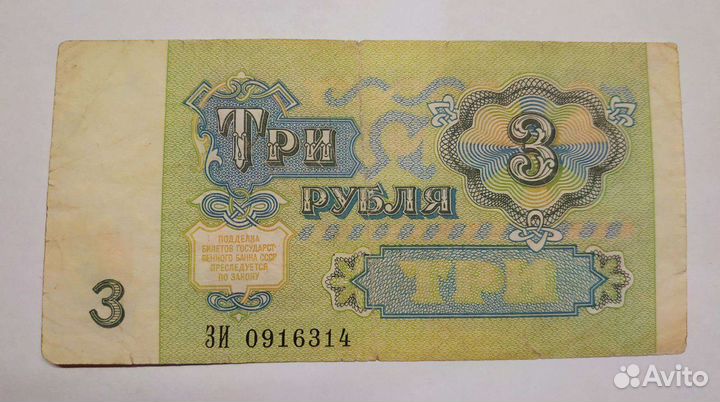 ТРИ
РУБЛЯ
3
ПОДДЕЛКА
БИЛЕТОВ ГОСУДАРСТ-
ВЕННОГО БАНКА СССР
ПРЕСЛЕДУЕТСЯ
ПО ЗАКОНУ
ТРИ
3
ЗИ 0916314
Avito